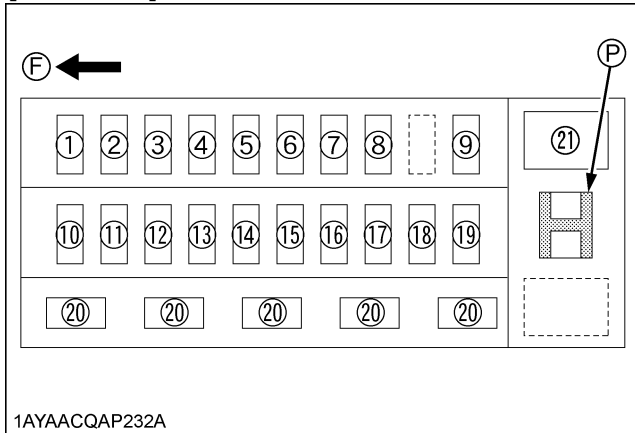 Ⓕ Ⓟ
① ② ③ ④ ⑤ ⑥ ⑦ ⑧ ⑨ ㉑
⑩ ⑪ ⑫ ⑬ ⑭ ⑮ ⑯ ⑰ ⑱ ⑲
⑳ ⑳ ⑳ ⑳ ⑳
1AYAACQAP232A